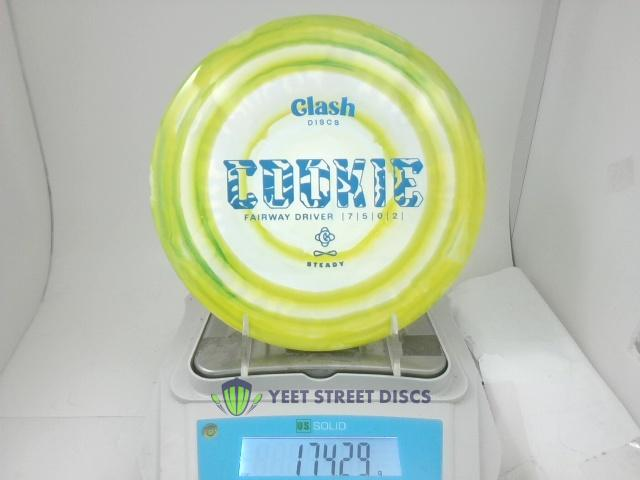 Clash
DISCS
COOKIE
FAIRWAY DRIVER |7|5|0|2|
STEADY
YEET STREET DISCS
US SOLID
174.29 g